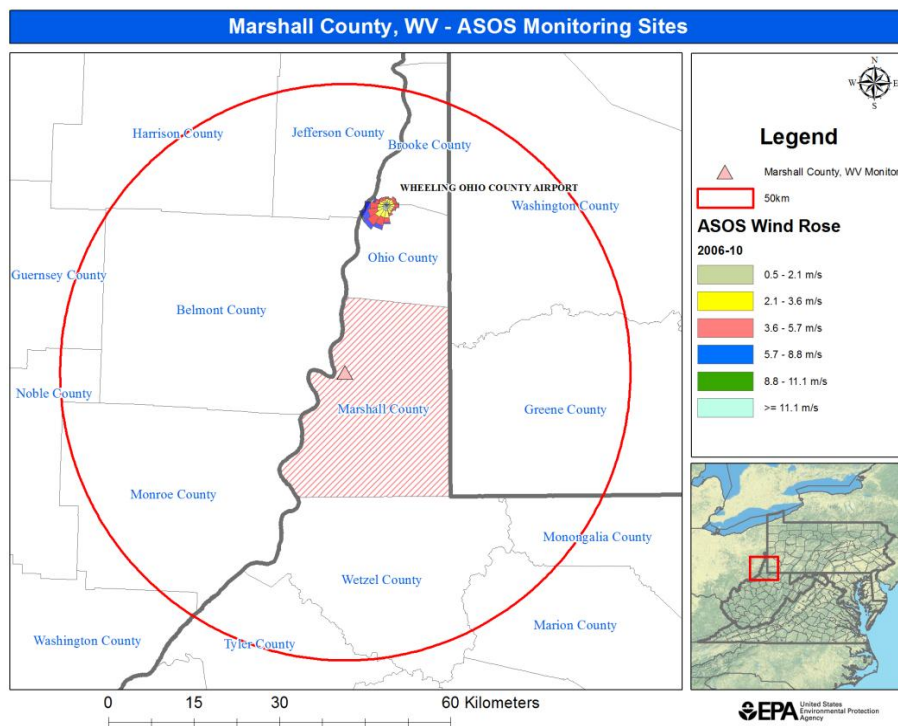 Marshall County, WV - ASOS Monitoring Sites
Harrison County
Jefferson County
Brooke County
WHEELING OHIO COUNTY AIRPORT
Washington County
Ohio County
Guernsey County
Belmont County
Noble County
Marshall County
Greene County
Monroe County
Monongalia County
Wetzel County
Marion County
Washington County
Tyler County
0 15 30 60 Kilometers
N
W E
S
Legend
Marshall County, WV Monitor
50km
ASOS Wind Rose
2006-10
0.5 - 2.1 m/s
2.1 - 3.6 m/s
3.6 - 5.7 m/s
5.7 - 8.8 m/s
8.8 - 11.1 m/s
>= 11.1 m/s
EPA
United States
Environmental Protection
Agency